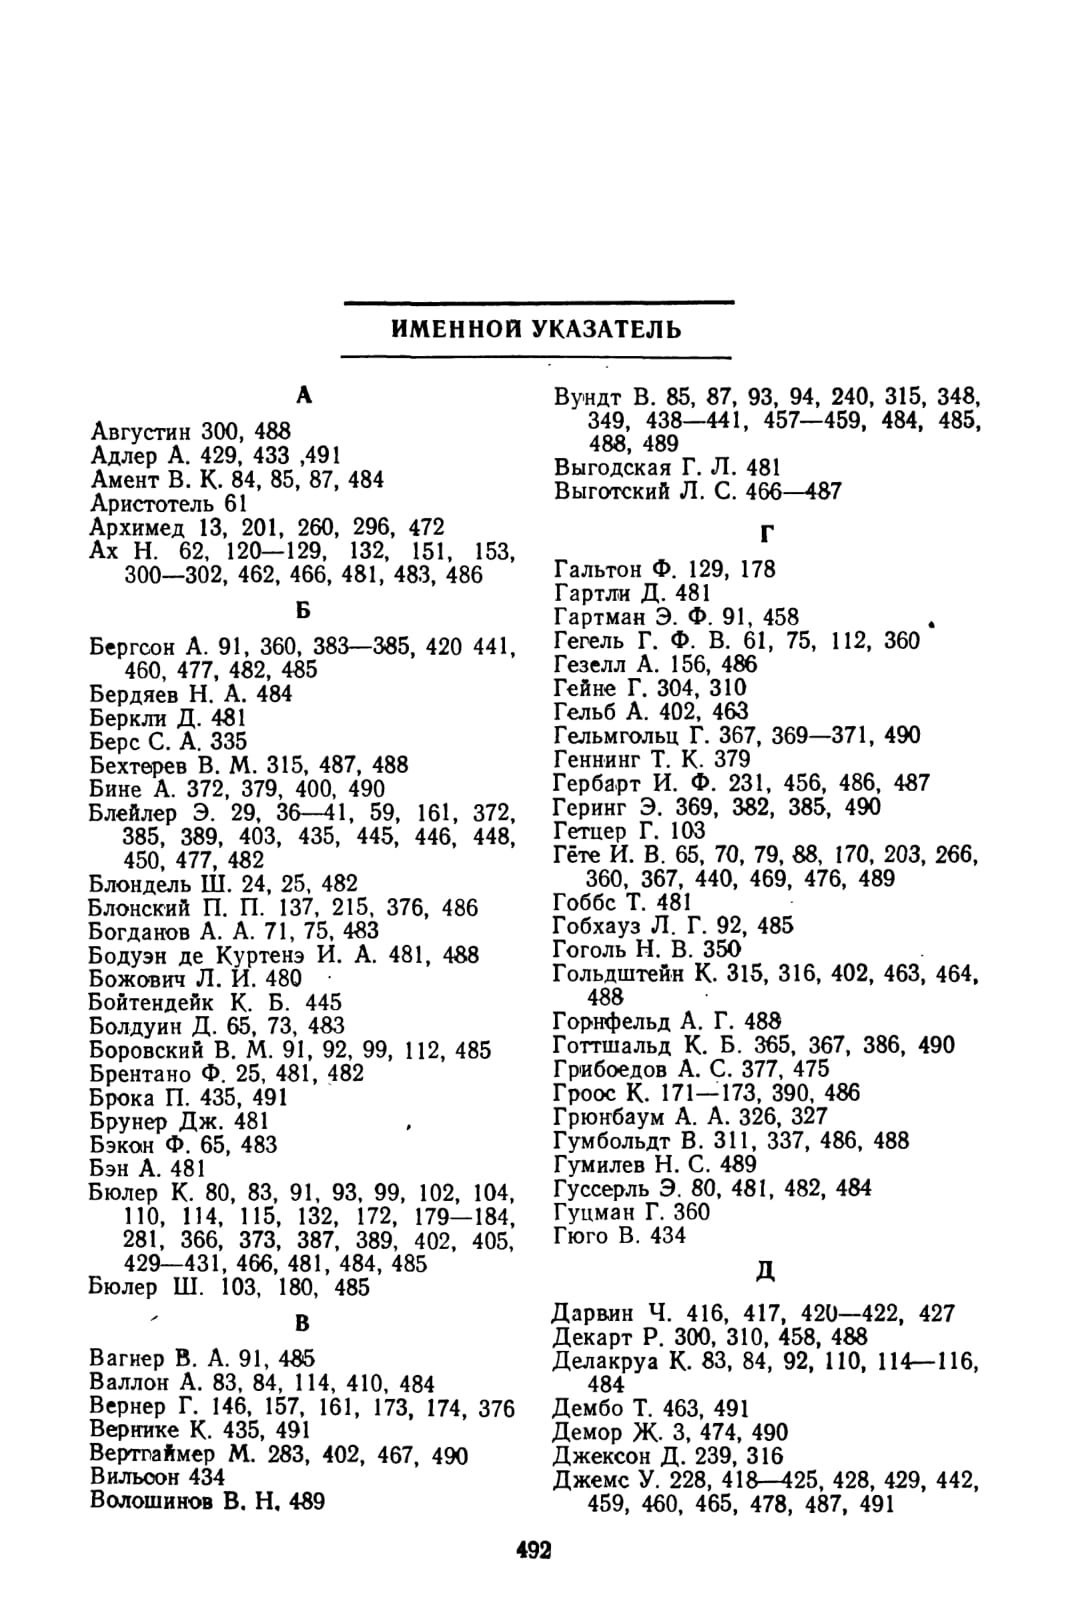 ИМЕННОЙ УКАЗАТЕЛЬ
А
Августин 300, 488
Адлер А. 429, 433 ,491
Амент В. К. 84, 85, 87, 484
Аристотель 61
Архимед 13, 201, 260, 296, 472
Ах Н. 62, 120—129, 132, 151, 153,
300—302, 462, 466, 481, 483, 486
Б
Бергсон А. 91, 360, 383—385, 420 441,
460, 477, 482, 485
Бердяев Н. А. 484
Беркли Д. 481
Берс С. А. 335
Бехтерев В. М. 315, 487, 488
Бине А. 372, 379, 400, 490
Блейлер Э. 29, 36—41, 59, 161, 372,
385, 389, 403, 435, 445, 446, 448,
450, 477, 482
Блондель Ш. 24, 25, 482
Блонский П. П. 137, 215, 376, 486
Богданов А. А. 71, 75, 483
Бодуэн де Куртенэ И. А. 481, 488
Божович Л. И. 480
Бойтендейк К. Б. 445
Болдуин Д. 65, 73, 483
Боровский В. М. 91, 92, 99, 112, 485
Брентано Ф. 25, 481, 482
Брока П. 435, 491
Брунер Дж. 481
Бэкон Ф. 65, 483
Бэн А. 481
Бюлер К. 80, 83, 91, 93, 99, 102, 104,
110, 114, 115, 132, 172, 179—184,
281, 366, 373, 387, 389, 402, 405,
429—431, 466, 481, 484, 485
Бюлер Ш. 103, 180, 485
В
Вагнер В. А. 91, 485
Валлон А. 83, 84, 114, 410, 484
Вернер Г. 146, 157, 161, 173, 174, 376
Вернике К. 435, 491
Вертгаймер М. 283, 402, 467, 490
Вильсон 434
Волошинов В. Н. 489
Вундт В. 85, 87, 93, 94, 240, 315, 348,
349, 438—441, 457—459, 484, 485,
488, 489
Выгодская Г. Л. 481
Выготский Л. С. 466—487
Г
Гальтон Ф. 129, 178
Гартли Д. 481
Гартман Э. Ф. 91, 458
Гегель Г. Ф. В. 61, 75, 112, 360
Гезелл А. 156, 486
Гейне Г. 304, 310
Гельб А. 402, 463
Гельмгольц Г. 367, 369—371, 490
Геннинг Т. К. 379
Гербарт И. Ф. 231, 456, 486, 487
Геринг Э. 369, 382, 385, 490
Гетцер Г. 103
Гёте И. В. 65, 70, 79, 88, 170, 203, 266,
360, 367, 440, 469, 476, 489
Гоббс Т. 481
Гобхауз Л. Г. 92, 485
Гоголь Н. В. 350
Гольдштейн К. 315, 316, 402, 463, 464,
488
Горнфельд А. Г. 488
Готтшальд К. Б. 365, 367, 386, 490
Грибоедов А. С. 377, 475
Гроос К. 171—173, 390, 486
Грюнбаум А. А. 326, 327
Гумбольдт В. 311, 337, 486, 488
Гумилев Н. С. 489
Гуссерль Э. 80, 481, 482, 484
Гуцман Г. 360
Гюго В. 434
Д
Дарвин Ч. 416, 417, 420—422, 427
Декарт Р. 300, 310, 458, 488
Делакруа К. 83, 84, 92, 110, 114—116,
484
Дембо Т. 463, 491
Демор Ж. 3, 474, 490
Джексон Д. 239, 316
Джемс У. 228, 418—425, 428, 429, 442,
459, 460, 465, 478, 487, 491
492